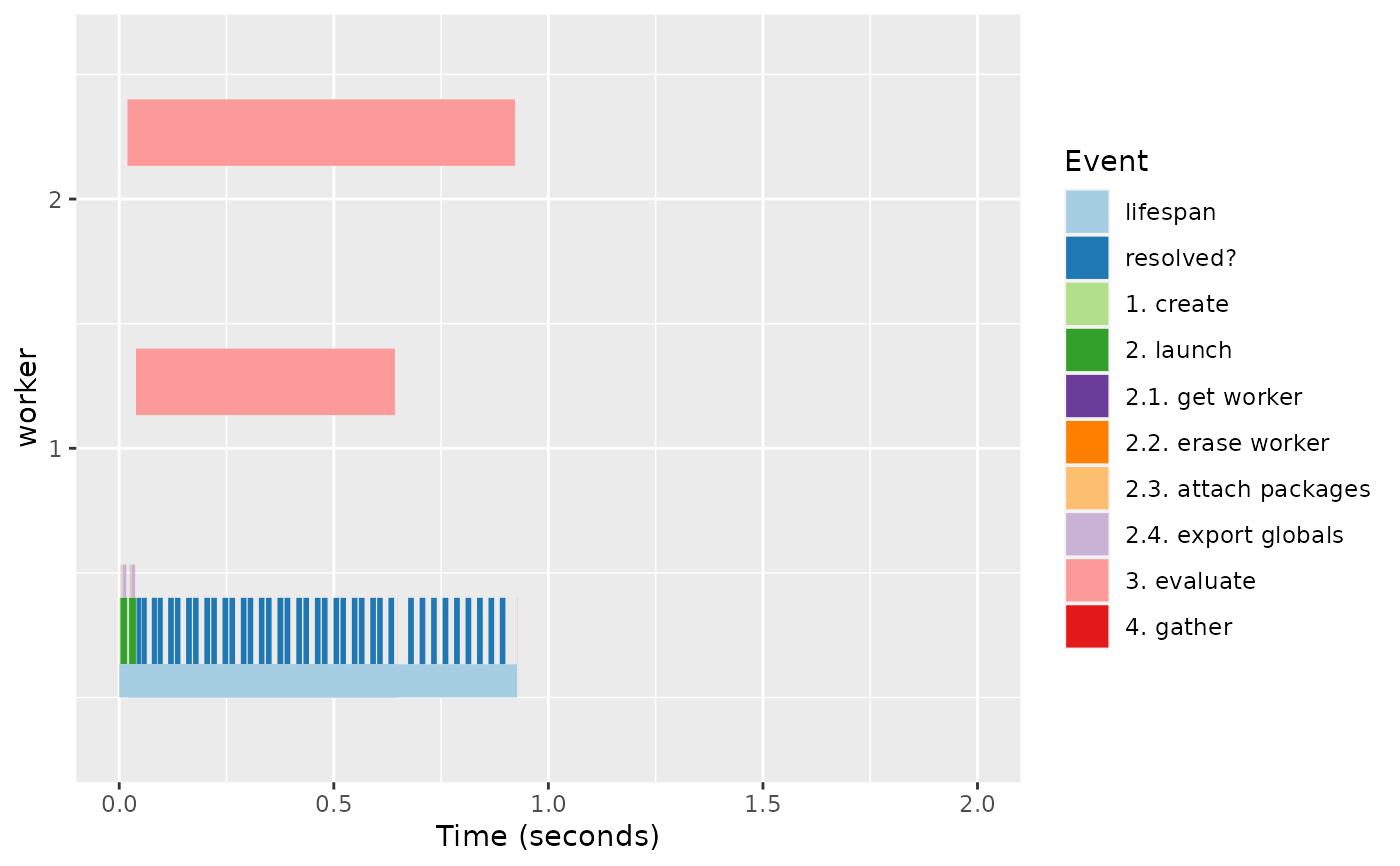 2
1
worker
0.0 0.5 1.0 1.5 2.0
Time (seconds)
Event
lifespan
resolved?
1. create
2. launch
2.1. get worker
2.2. erase worker
2.3. attach packages
2.4. export globals
3. evaluate
4. gather